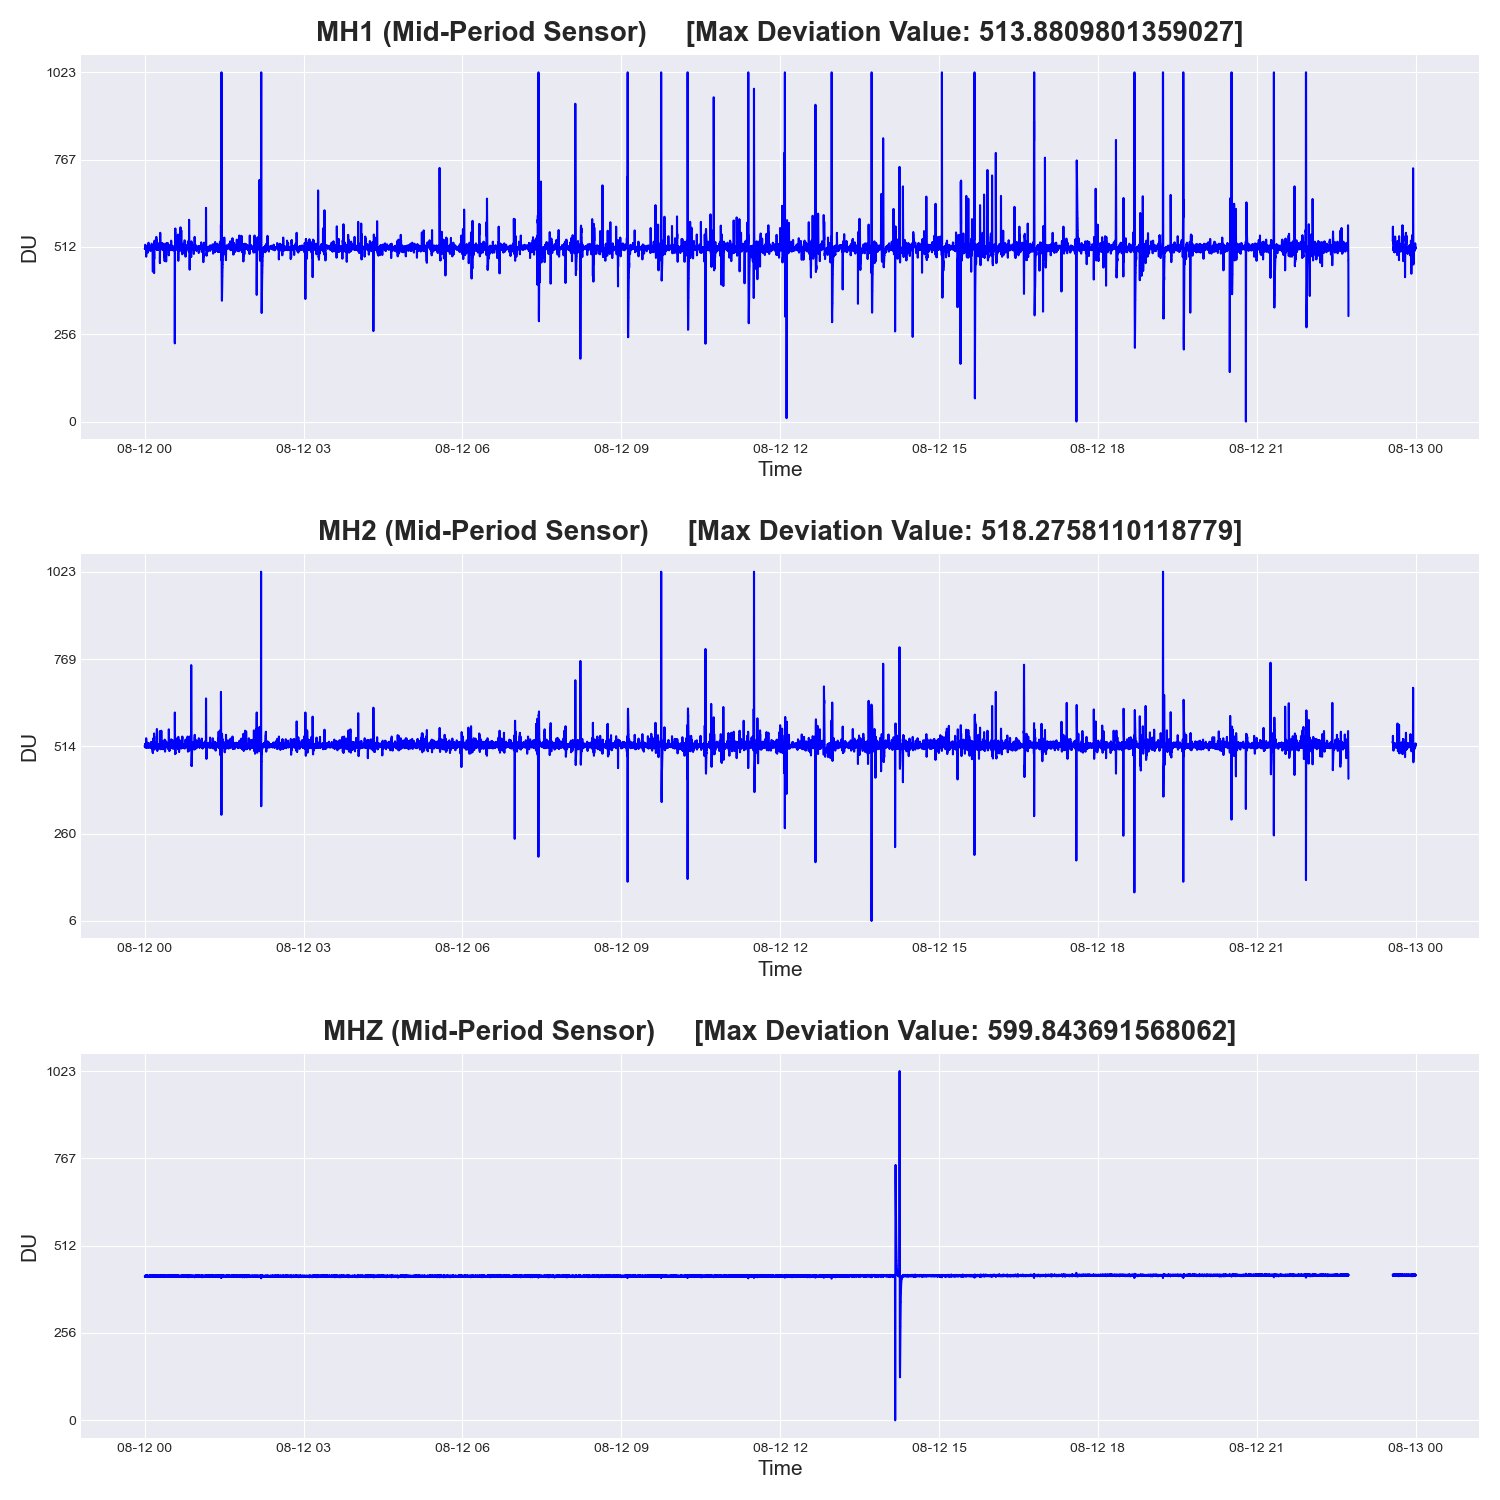 MH1 (Mid-Period Sensor) [Max Deviation Value: 513.8809801359027]
1023
767
512
256
0
DU
08-12 00 08-12 03 08-12 06 08-12 09 08-12 12 08-12 15 08-12 18 08-12 21 08-13 00
Time
MH2 (Mid-Period Sensor) [Max Deviation Value: 518.2758110118779]
1023
769
514
260
6
DU
08-12 00 08-12 03 08-12 06 08-12 09 08-12 12 08-12 15 08-12 18 08-12 21 08-13 00
Time
MHZ (Mid-Period Sensor) [Max Deviation Value: 599.843691568062]
1023
767
512
256
0
DU
08-12 00 08-12 03 08-12 06 08-12 09 08-12 12 08-12 15 08-12 18 08-12 21 08-13 00
Time